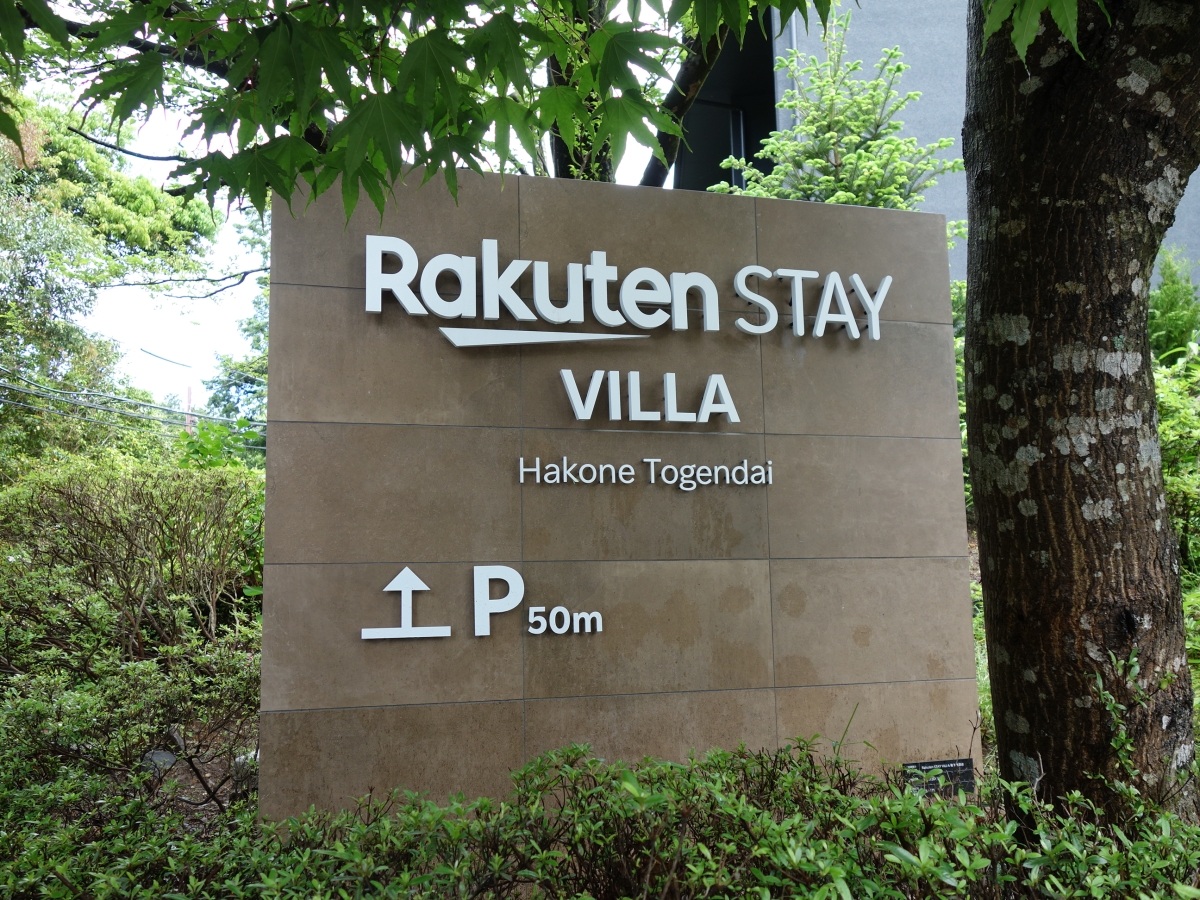 Rakuten STAY
VILLA
Hakone Togendai
P 50m